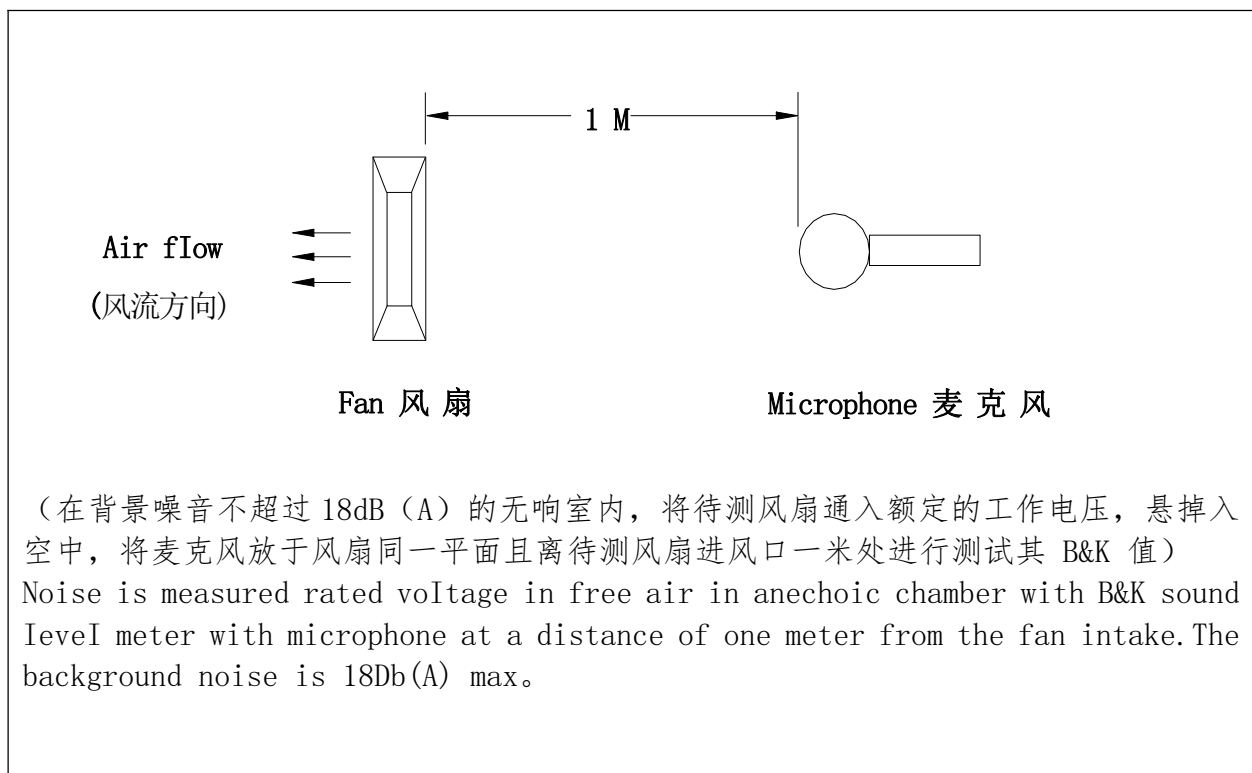 1 M
Air fIow
(风流方向)
Fan 风 扇
Microphone 麦 克 风
（在背景噪音不超过 18dB（A）的无响室内，将待测风扇通入额定的工作电压，悬掉入
空中，将麦克风放于风扇同一平面且离待测风扇进风口一米处进行测试其 B&K 值）
Noise is measured rated voItage in free air in anechoic chamber with B&K sound
IeveI meter with microphone at a distance of one meter from the fan intake.The
background noise is 18Db(A) max。